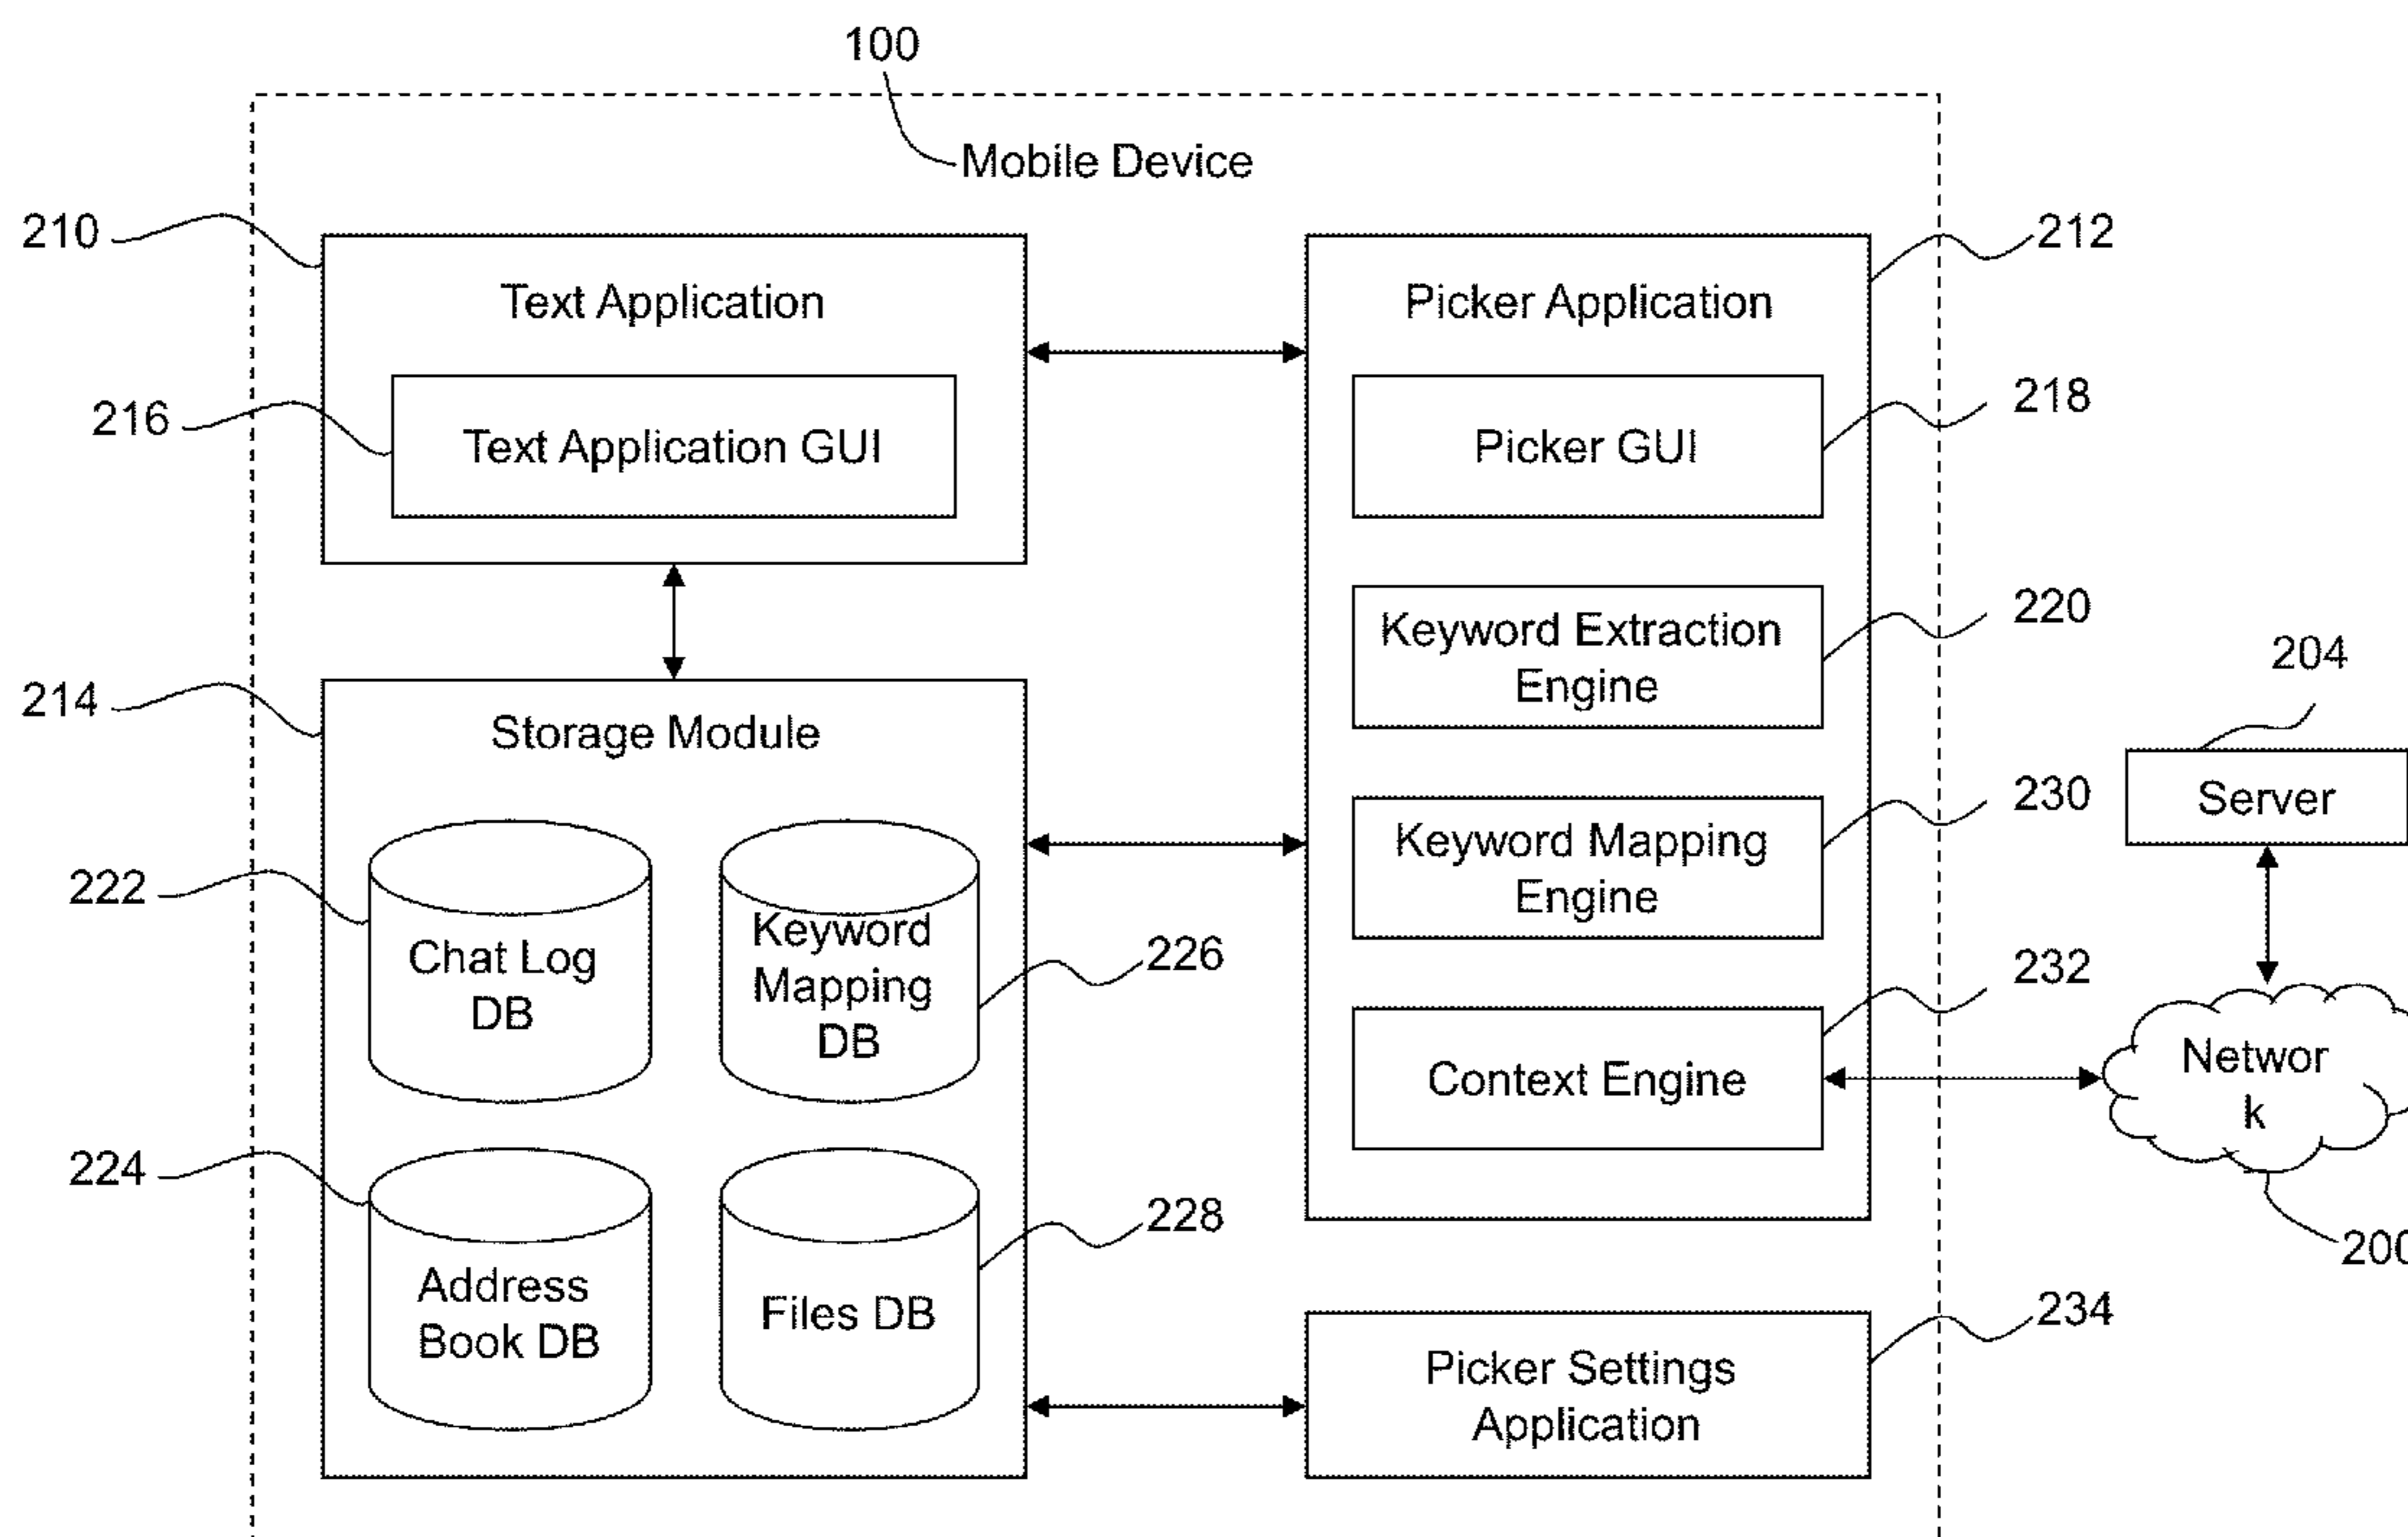 100
Mobile Device
210
212
Text Application
Picker Application
216
Text Application GUI
218
Picker GUI
220
Keyword Extraction
Engine
204
214
Storage Module
Server
230
Keyword Mapping
Engine
222
Chat Log
DB
Keyword
Mapping
DB
226
232
Context Engine
Networ
k
224
Address
Book DB
228
Files DB
200
234
Picker Settings
Application